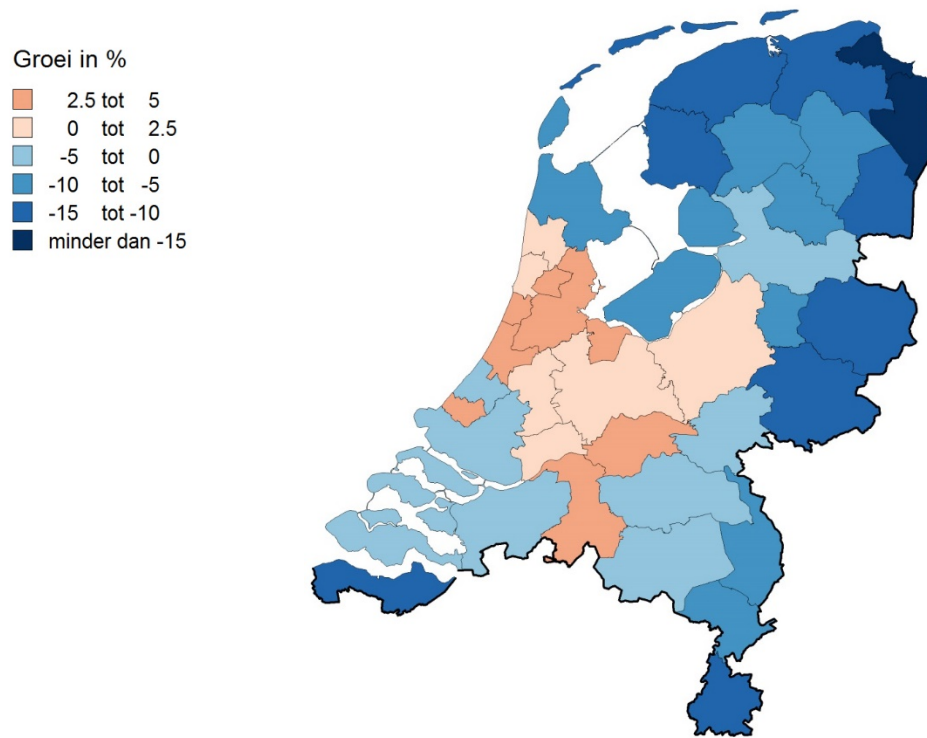 Groei in %
2.5 tot 5
0 tot 2.5
-5 tot 0
-10 tot -5
-15 tot -10
minder dan -15